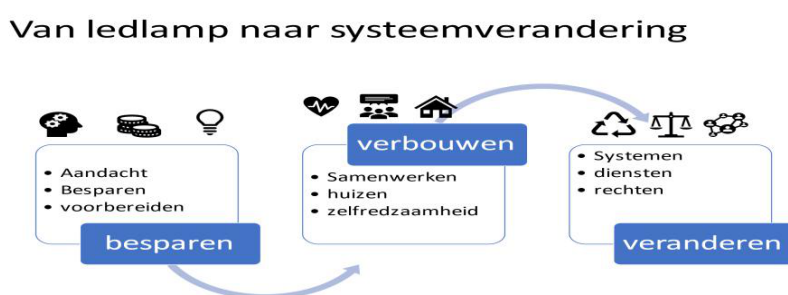 Van ledlamp naar systeemverandering
Aandacht
Besparen
voorbereiden
besparen
verbouwen
Samenwerken
huizen
zelfredzaamheid
Systemen
diensten
rechten
veranderen